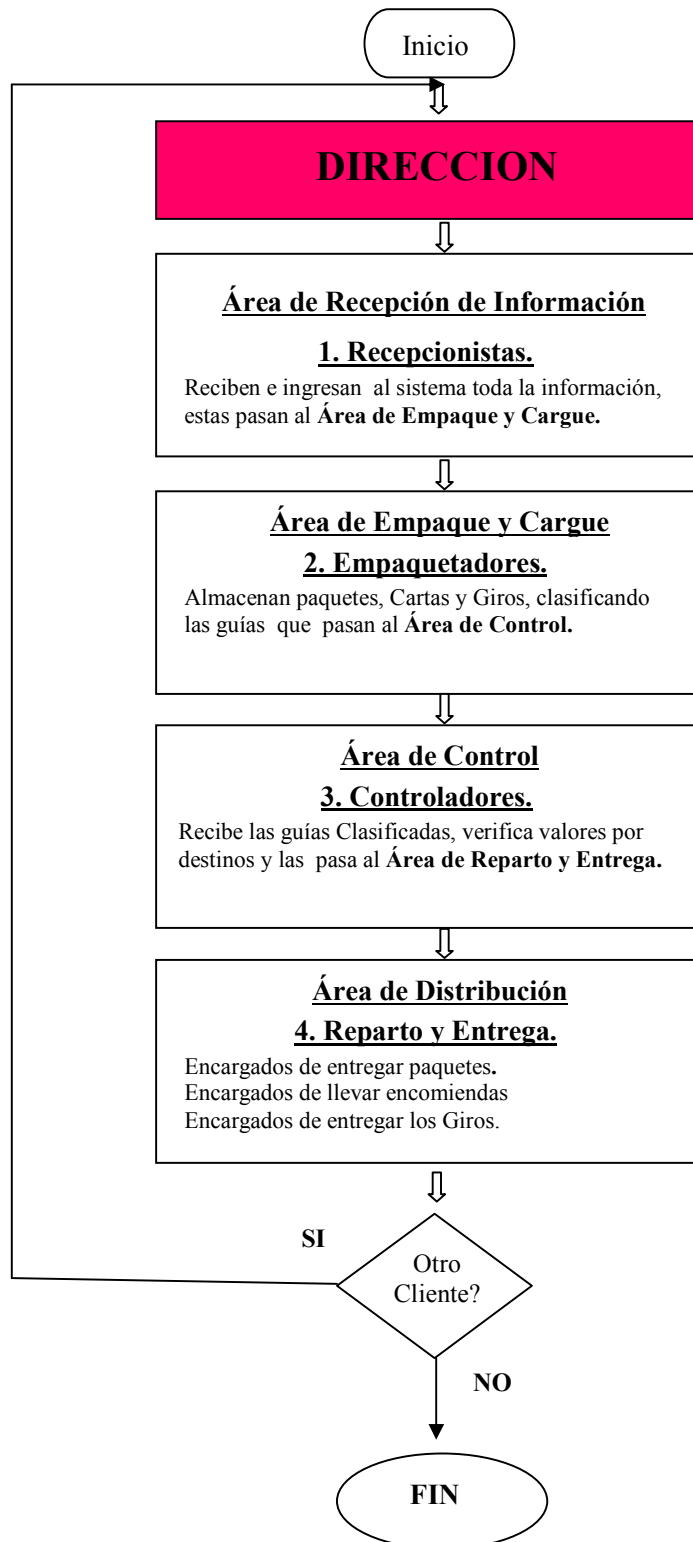 Inicio
DIRECCION
Área de Recepción de Información
1. Recepcionistas.
Reciben e ingresan al sistema toda la información,
estas pasan al Área de Empaque y Cargue.
Área de Empaque y Cargue
2. Empaquetadores.
Almacenan paquetes, Cartas y Giros, clasificando
las guías que pasan al Área de Control.
Área de Control
3. Controladores.
Recibe las guías Clasificadas, verifica valores por
destinos y las pasa al Área de Reparto y Entrega.
Área de Distribución
4. Reparto y Entrega.
Encargados de entregar paquetes.
Encargados de llevar encomiendas
Encargados de entregar los Giros.
SI
Otro
Cliente?
NO
FIN